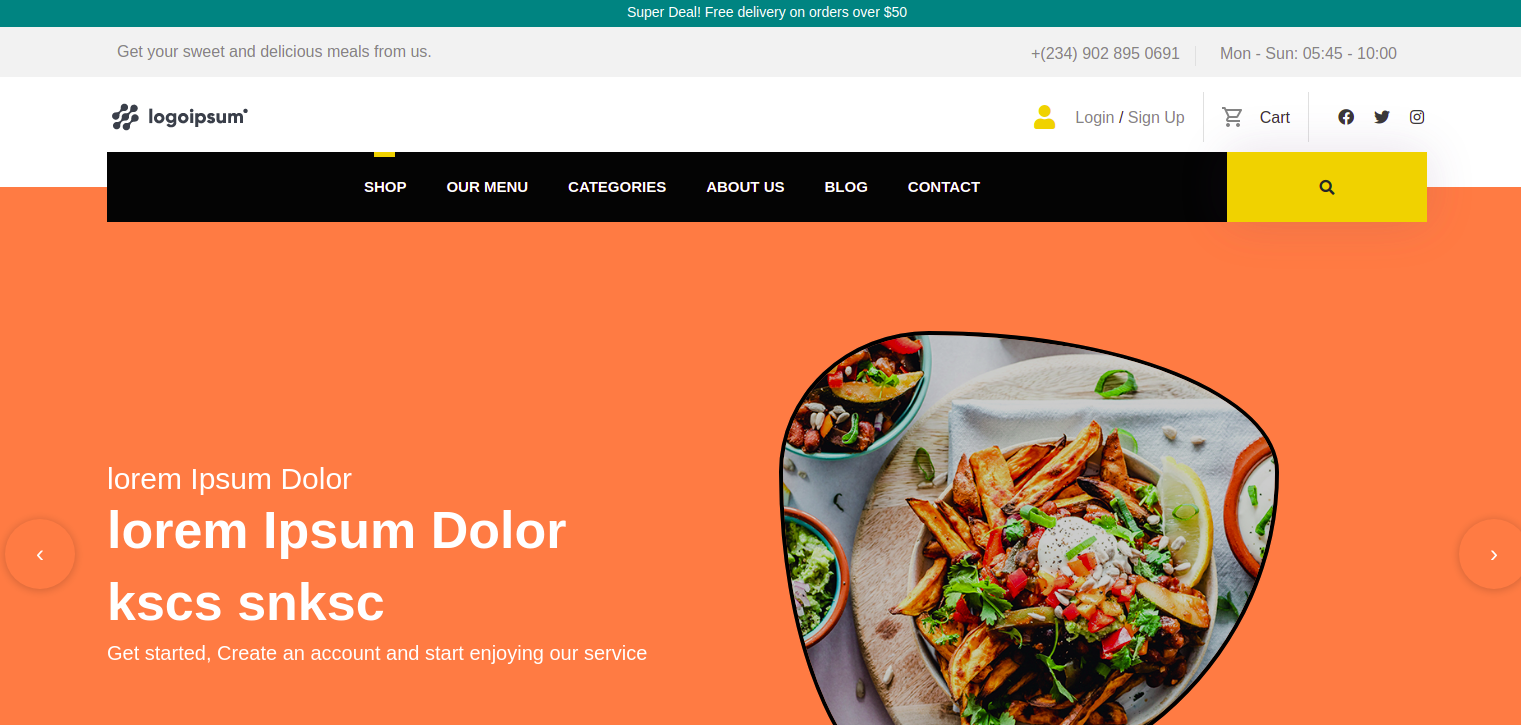 Super Deal! Free delivery on orders over $50
Get your sweet and delicious meals from us.
+(234) 902 895 0691
Mon - Sun: 05:45 - 10:00
logoipsum
Login / Sign Up
Cart
SHOP
OUR MENU
CATEGORIES
ABOUT US
BLOG
CONTACT
lorem Ipsum Dolor
lorem Ipsum Dolor
kscs snksc
Get started, Create an account and start enjoying our service